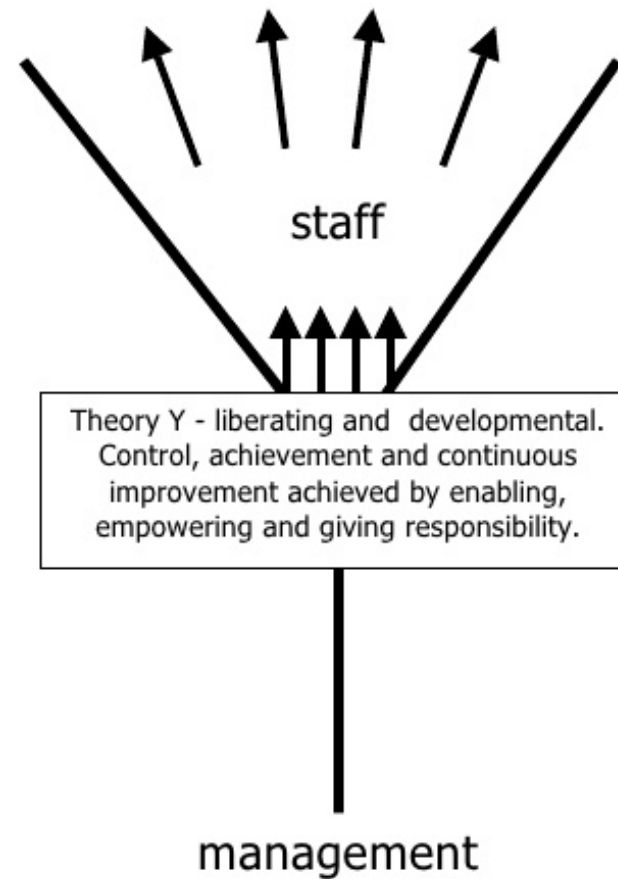 staff
Theory Y - liberating and developmental.
Control, achievement and continuous
improvement achieved by enabling,
empowering and giving responsibility.
management